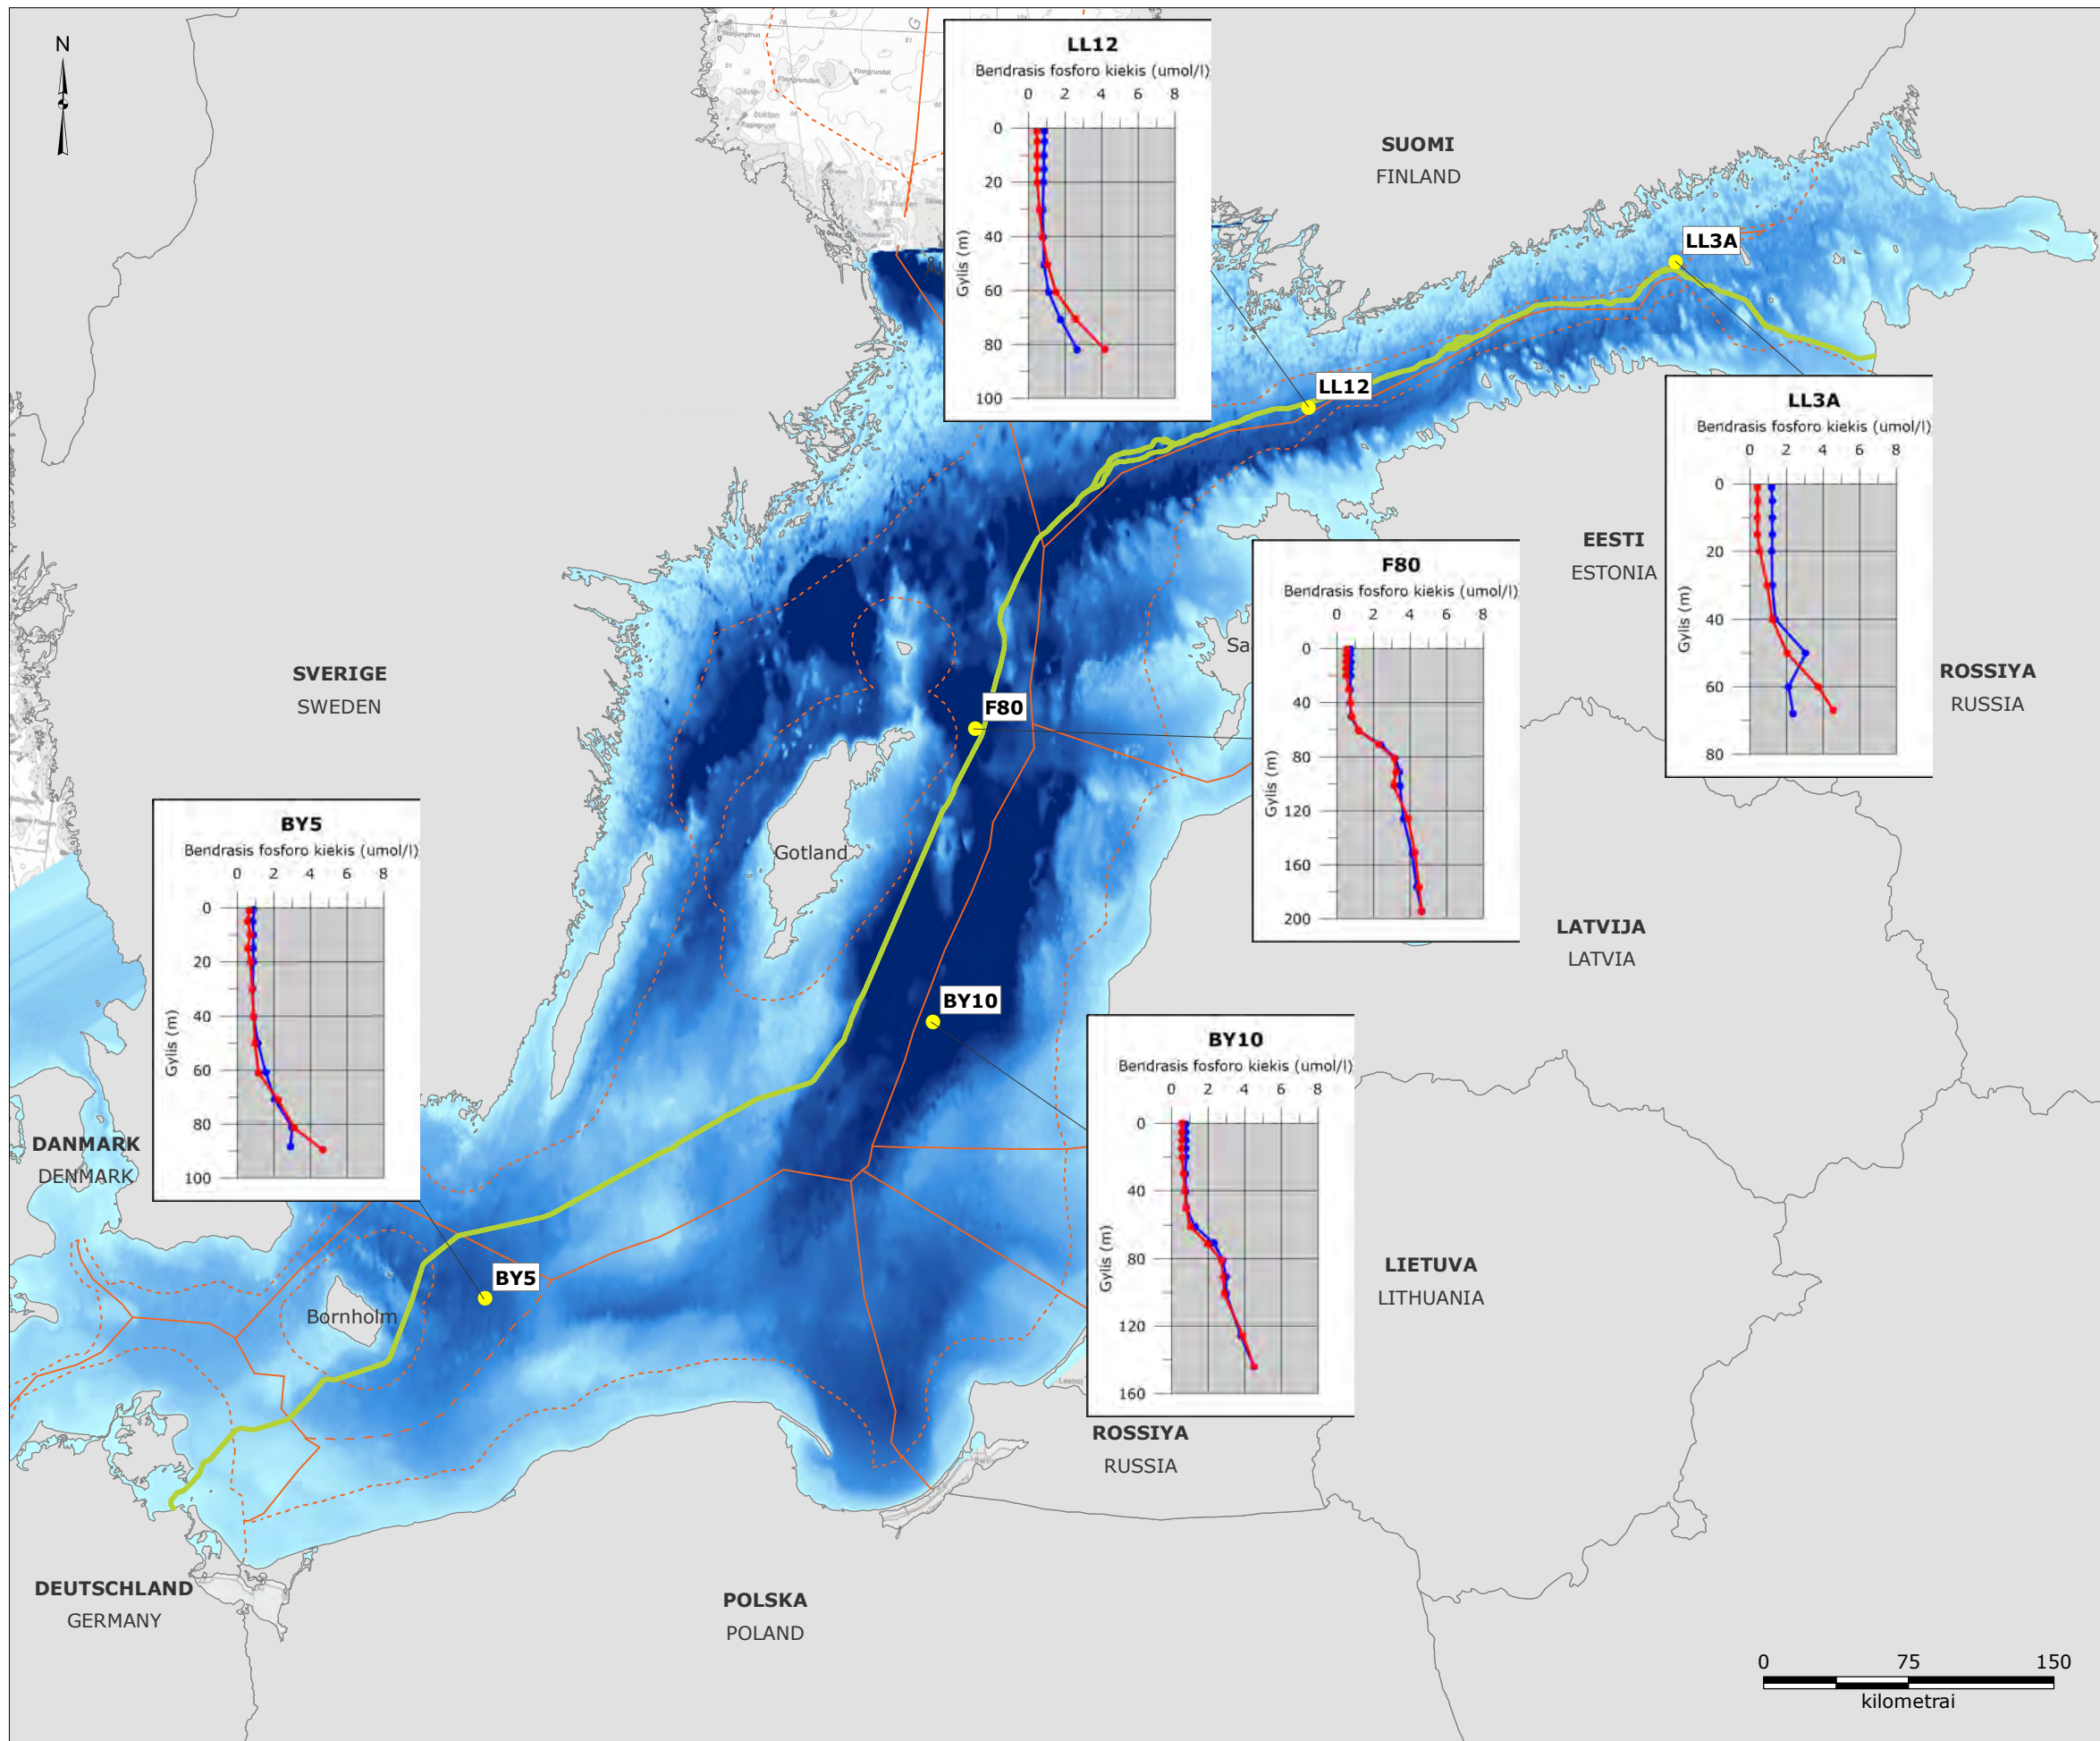 N
LL12
Bendrasis fosforo kiekis (umol/l)
0 2 4 6 8
0
20
40
60
80
100
Gylis (m)
SUOMI
FINLAND
LL3A
LL12
LL3A
Bendrasis fosforo kiekis (umol/l)
0 2 4 6 8
0
20
40
60
80
Gylis (m)
EESTI
ESTONIA
F80
Bendrasis fosforo kiekis (umol/l)
0 2 4 6 8
0
40
80
120
160
200
Gylis (m)
Sa
ROSSIYA
RUSSIA
SVERIGE
SWEDEN
F80
Gotland
BY5
Bendrasis fosforo kiekis (umol/l)
0 2 4 6 8
0
20
40
60
80
100
Gylis (m)
LATVIJA
LATVIA
BY10
BY10
Bendrasis fosforo kiekis (umol/l)
0 2 4 6 8
0
40
80
120
160
Gylis (m)
DANMARK
DENMARK
BY5
Bornholm
LIETUVA
LITHUANIA
ROSSIYA
RUSSIA
DEUTSCHLAND
GERMANY
POLSKA
POLAND
0 75 150
kilometrai